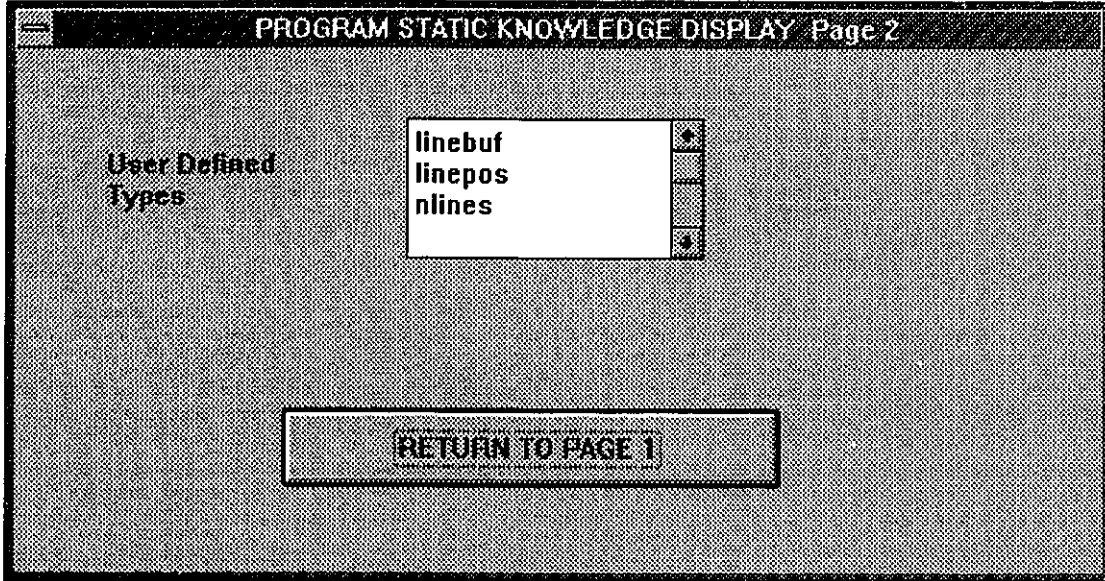 PROGRAM STATIC KNOWLEDGE DISPLAY Page 2
User Defined
Types
linebuf
linepos
nlines
RETURN TO PAGE 1